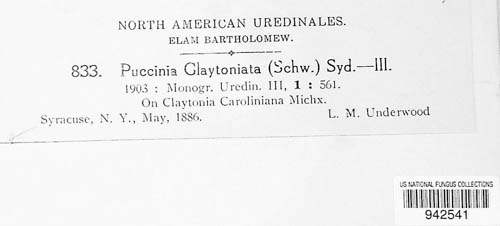 NORTH AMERICAN UREDINALES.
ELAM BARTHOLOMEW.
833. Puccinia Claytoniata (Schw.) Syd.—III.
1903 : Monogr. Uredin. III, 1 : 561.
On Claytonia Caroliniana Michx.
Syracuse, N. Y., May, 1886. L. M. Underwood
US NATIONAL FUNGUS COLLECTIONS
942541